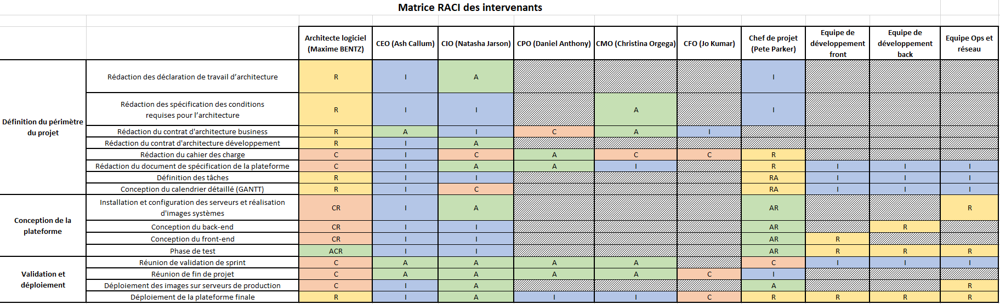 Matrice RACI des intervenants
Architecte logiciel (Maxime BENTZ) CEO (Ash Callum) CIO (Natasha Jarson) CPO (Daniel Anthony) CMO (Christina Orgega) CFO (Jo Kumar) Chef de projet (Pete Parker) Equipe de développement front Equipe de développement back Equipe Ops et réseau
Définition du périmètre du projet
Rédaction des déclaration de travail d’architecture R I A I
Rédaction des spécification des conditions requises pour l’architecture R I I A I
Rédaction du contrat d'architecture business R A I C A I
Rédaction du contrat d'architecture développement R I A
Rédaction du cahier des charge C I C A C C R
Rédaction du document de spécification de la plateforme C I A A I R I I I
Définition des tâches R I I RA I I I
Conception du calendrier détaillé (GANTT) R I C RA I I I
Conception de la plateforme
Installation et configuration des serveurs et réalisation d'images systèmes CR I A AR R
Conception du back-end CR I I AR R
Conception du front-end CR I I AR R
Phase de test ACR I I AR R R R
Validation et déploiement
Réunion de validation de sprint C A A A A C I I I
Réunion de fin de projet C A A A A C I
Déploiement des images sur serveurs de production C I A A R
Déploiement de la plateforme finale R I A I I C R R R R